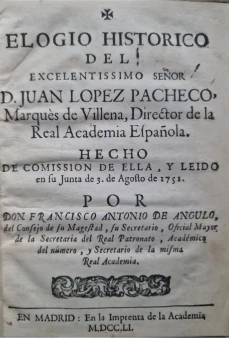 ELOGIO HISTORICO
DEL
EXCELENTISSIMO SEÑOR
D. JUAN LOPEZ PACHECO,
Marquès de Villena, Director de la
Real Academia Eſpañola.
HECHO
DE COMISSION DE ELLA, Y LEIDO
en ſu Junta de 3. de Agoſto de 1751.
POR
DON FRANCISCO ANTONIO DE ANGULO,
del Conſejo de ſu Mageſtad, ſu Secretario, Oficial Mayor
de la Secretaria del Real Patronato, Académico
del número, y Secretario de la miſma
Real Academia.
EN MADRID: En la Imprenta de la Academia
M.DCC.LI.